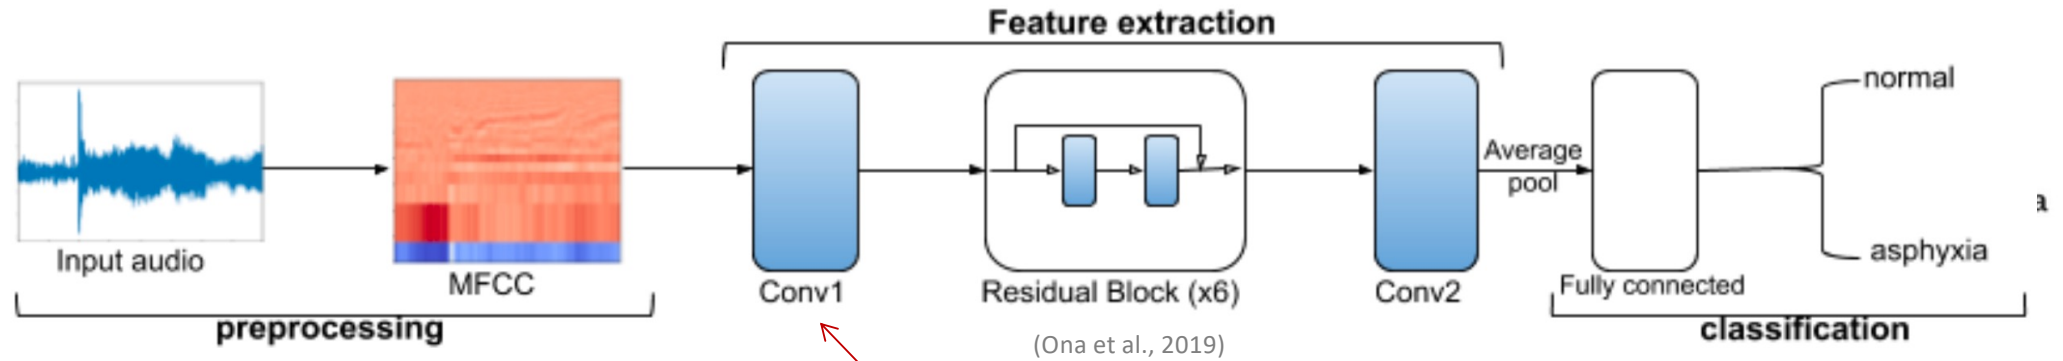 Feature extraction
normal
Average
pool
a
Input audio
MFCC
Conv1
Residual Block (x6)
Conv2
asphyxia
Fully connected
preprocessing
classification
(Ona et al., 2019)